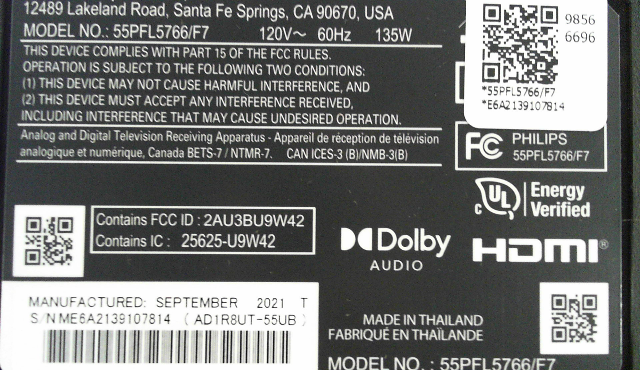 12489 Lakeland Road, Santa Fe Springs, CA 90670, USA
MODEL NO.: 55PFL5766/F7 120V~ 60Hz 135W
THIS DEVICE COMPLIES WITH PART 15 OF THE FCC RULES.
OPERATION IS SUBJECT TO THE FOLLOWING TWO CONDITIONS:
(1) THIS DEVICE MAY NOT CAUSE HARMFUL INTERFERENCE, AND
(2) THIS DEVICE MUST ACCEPT ANY INTERFERENCE RECEIVED,
INCLUDING INTERFERENCE THAT MAY CAUSE UNDESIRED OPERATION.
Analog and Digital Television Receiving Apparatus - Appareil de réception de télévision
analogique et numérique, Canada BETS-7 / NTMR-7. CAN ICES-3 (B)/NMB-3(B)
9856
6696
*55PFL5766/F7
*E6A2139107814
FC PHILIPS
55PFL5766/F7
c UL Energy
Verified
Contains FCC ID : 2AU3BU9W42
Contains IC : 25625-U9W42
Dolby
AUDIO
HDMI®
MANUFACTURED: SEPTEMBER 2021 T
S/N ME6A2139107814 ( AD1R8UT-55UB )
MADE IN THAILAND
FABRIQUÉ EN THAÏLANDE
MODEL NO. : 55PFL5766/F7